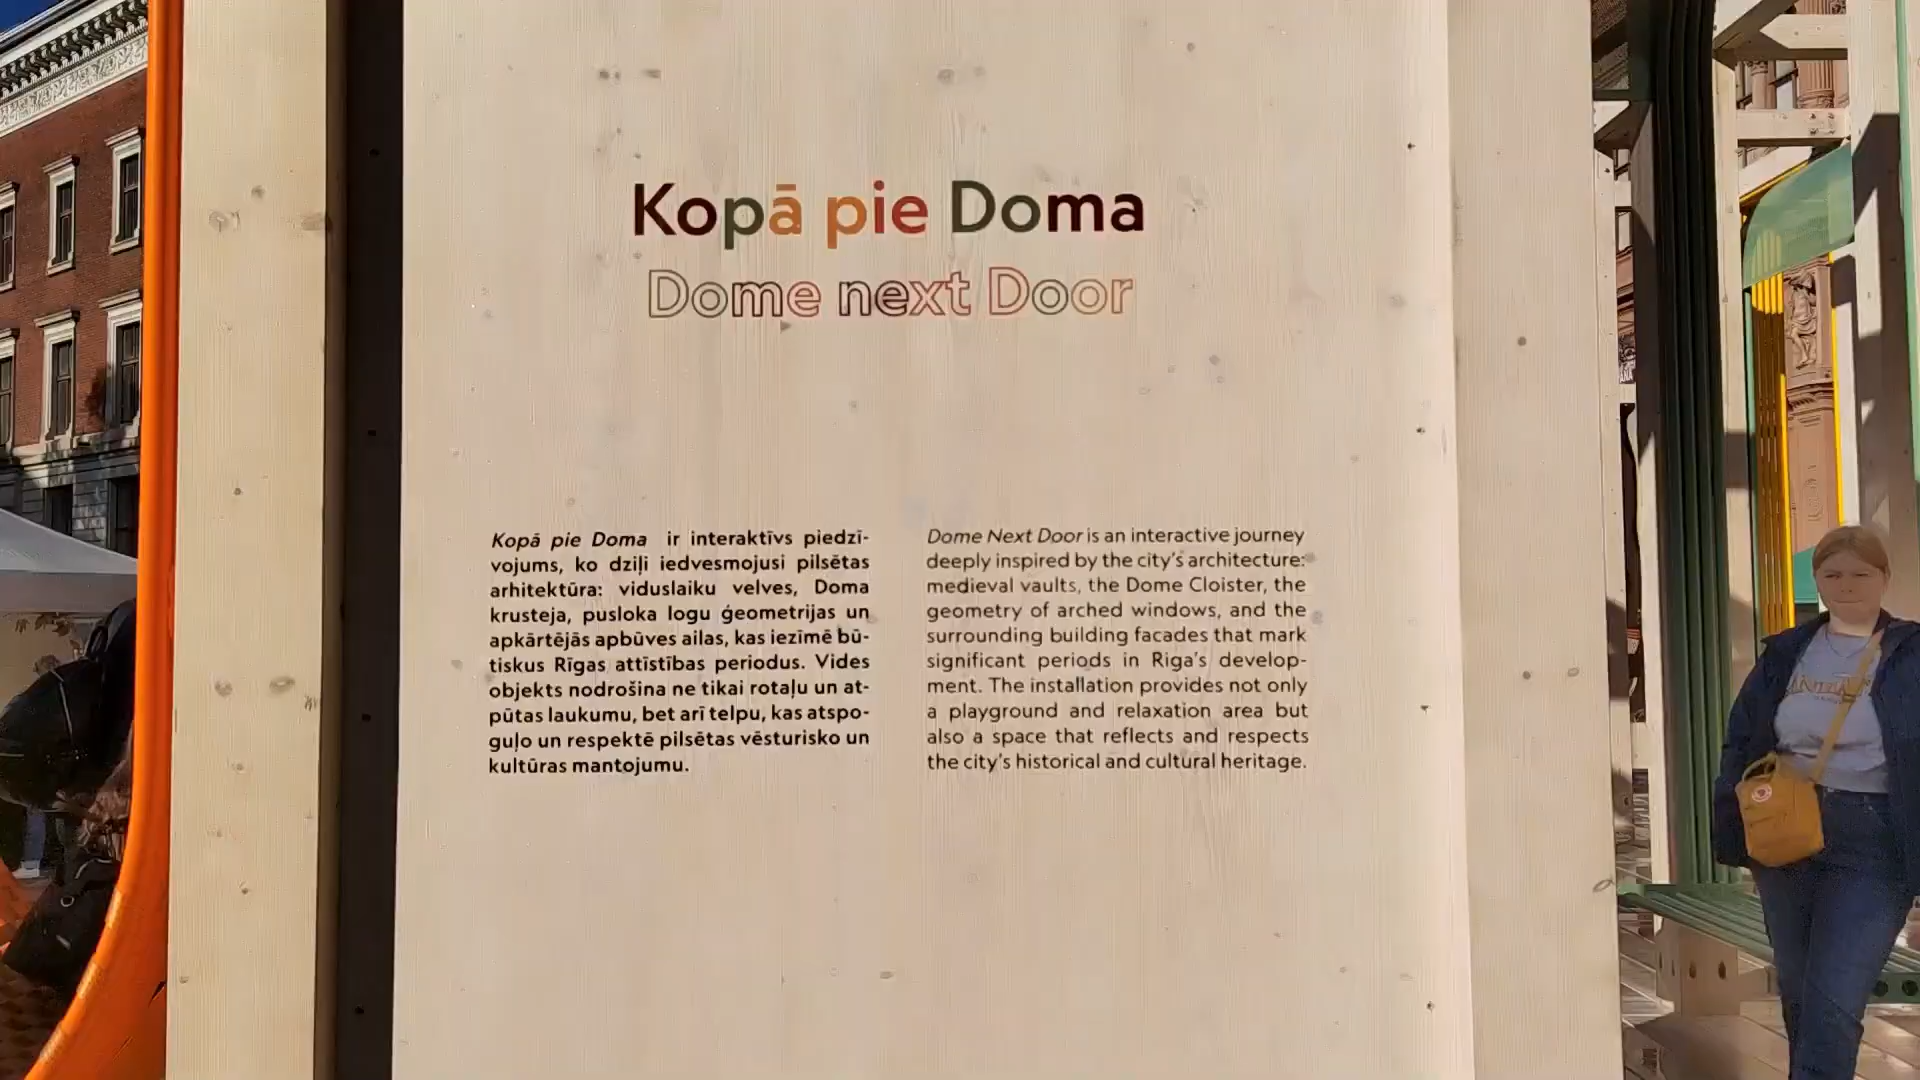 Kopā pie Doma
Dome next Door
Kopā pie Doma ir interaktīvs piedzī-
vojums, ko dziļi iedvesmojusi pilsētas
arhitektūra: viduslaiku velves, Doma
krusteja, pusloka logu ģeometrijas un
apkārtējās apbūves ailas, kas iezīmē bū-
tiskus Rīgas attīstības periodus. Vides
objekts nodrošina ne tikai rotaļu un at-
pūtas laukumu, bet arī telpu, kas atspo-
guļo un respektē pilsētas vēsturisko un
kultūras mantojumu.
Dome Next Door is an interactive journey
deeply inspired by the city's architecture:
medieval vaults, the Dome Cloister, the
geometry of arched windows, and the
surrounding building facades that mark
significant periods in Riga's develop-
ment. The installation provides not only
a playground and relaxation area but
also a space that reflects and respects
the city's historical and cultural heritage.